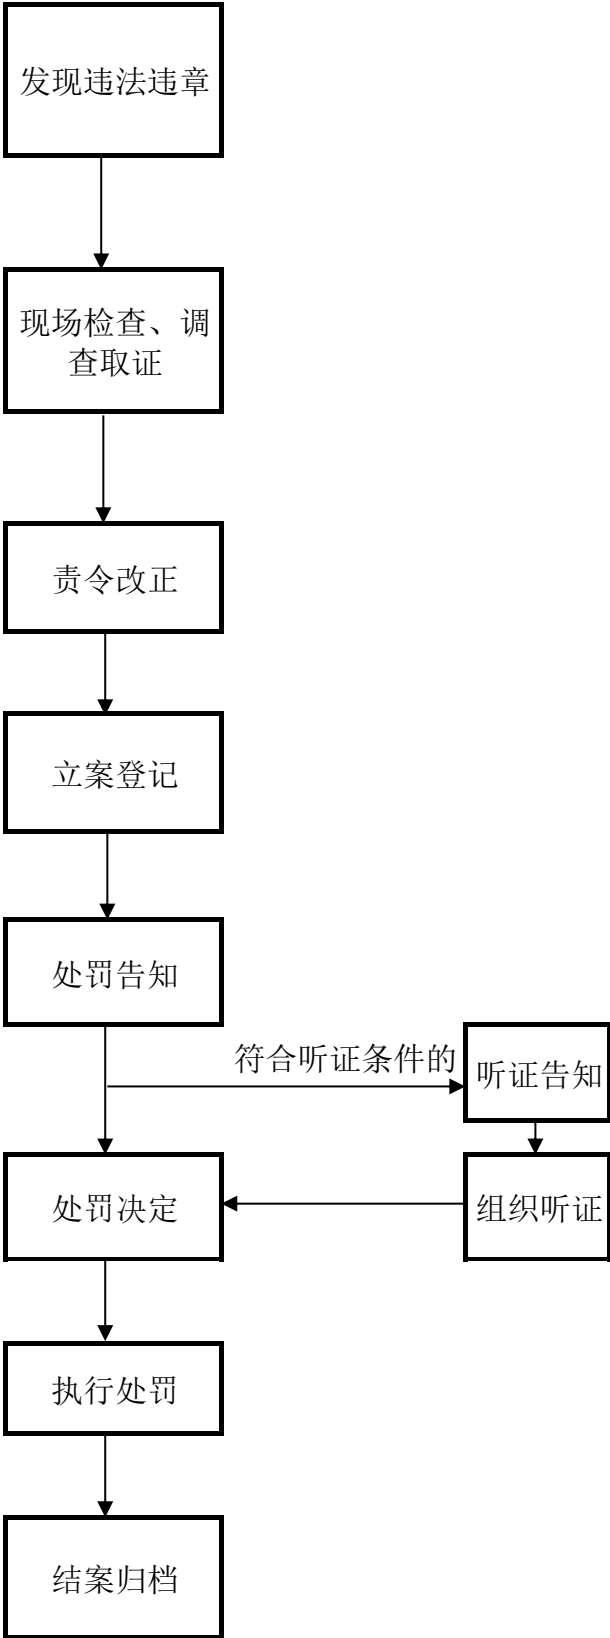 发现违法违章
现场检查、调
查取证
责令改正
立案登记
处罚告知
符合听证条件的
听证告知
处罚决定
组织听证
执行处罚
结案归档